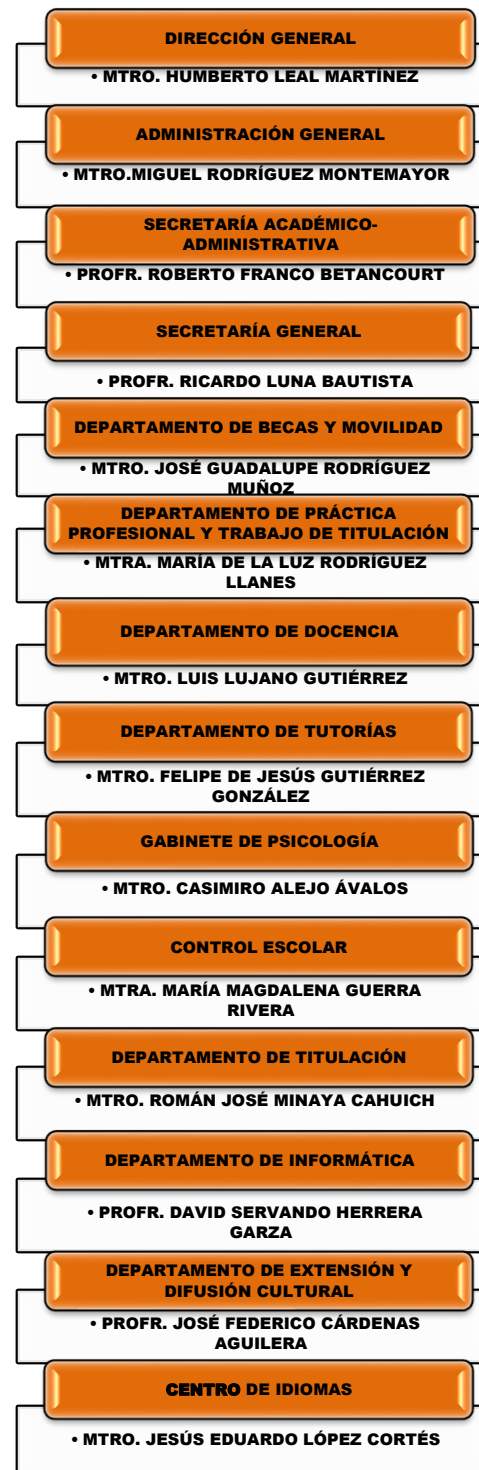 DIRECCIÓN GENERAL
• MTRO. HUMBERTO LEAL MARTÍNEZ
ADMINISTRACIÓN GENERAL
• MTRO.MIGUEL RODRÍGUEZ MONTEMAYOR
SECRETARÍA ACADÉMICO-
ADMINISTRATIVA
• PROFR. ROBERTO FRANCO BETANCOURT
SECRETARÍA GENERAL
• PROFR. RICARDO LUNA BAUTISTA
DEPARTAMENTO DE BECAS Y MOVILIDAD
• MTRO. JOSÉ GUADALUPE RODRÍGUEZ
MUÑOZ
DEPARTAMENTO DE PRÁCTICA
PROFESIONAL Y TRABAJO DE TITULACIÓN
• MTRA. MARÍA DE LA LUZ RODRÍGUEZ
LLANES
DEPARTAMENTO DE DOCENCIA
• MTRO. LUIS LUJANO GUTIÉRREZ
DEPARTAMENTO DE TUTORÍAS
• MTRO. FELIPE DE JESÚS GUTIÉRREZ
GONZÁLEZ
GABINETE DE PSICOLOGÍA
• MTRO. CASIMIRO ALEJO ÁVALOS
CONTROL ESCOLAR
• MTRA. MARÍA MAGDALENA GUERRA
RIVERA
DEPARTAMENTO DE TITULACIÓN
• MTRO. ROMÁN JOSÉ MINAYA CAHUICH
DEPARTAMENTO DE INFORMÁTICA
• PROFR. DAVID SERVANDO HERRERA
GARZA
DEPARTAMENTO DE EXTENSIÓN Y
DIFUSIÓN CULTURAL
• PROFR. JOSÉ FEDERICO CÁRDENAS
AGUILERA
CENTRO DE IDIOMAS
• MTRO. JESÚS EDUARDO LÓPEZ CORTÉS